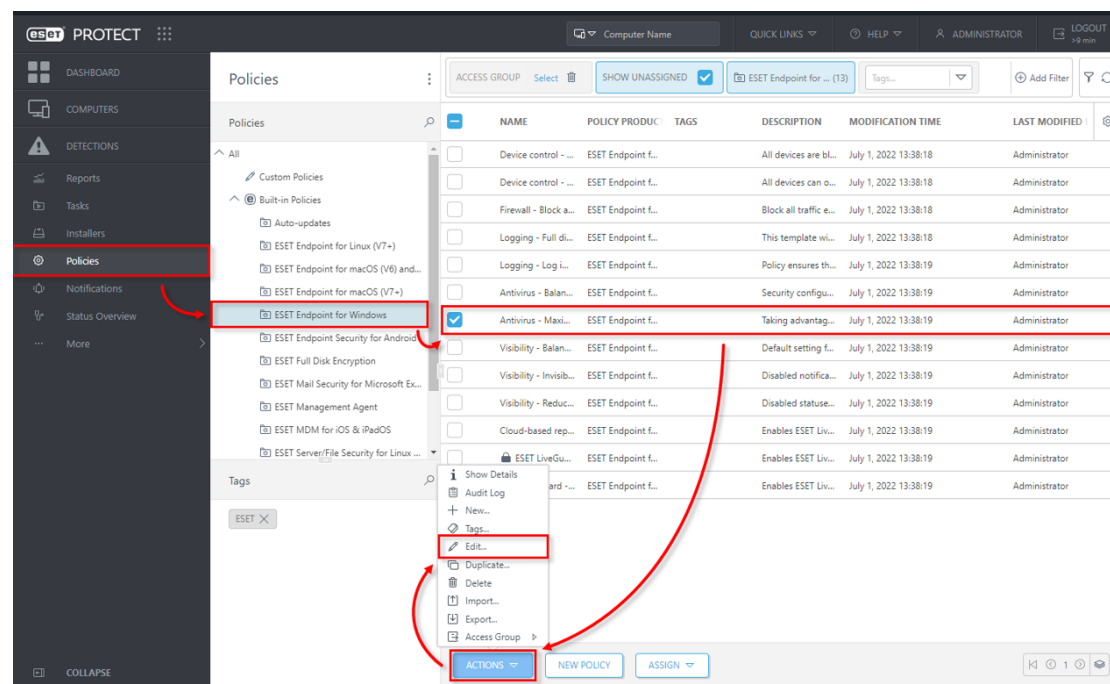 eset PROTECT
Computer Name
QUICK LINKS
HELP
ADMINISTRATOR
LOGOUT
>9 min
DASHBOARD
COMPUTERS
DETECTIONS
Reports
Tasks
Installers
Policies
Notifications
Status Overview
More
COLLAPSE
Policies
ACCESS GROUP Select
SHOW UNASSIGNED
ESET Endpoint for ... (13)
Tags...
Add Filter
Policies
All
Custom Policies
Built-in Policies
Auto-updates
ESET Endpoint for Linux (V7+)
ESET Endpoint for macOS (V6) and...
ESET Endpoint for macOS (V7+)
ESET Endpoint for Windows
ESET Endpoint Security for Android
ESET Full Disk Encryption
ESET Mail Security for Microsoft Ex...
ESET Management Agent
ESET MDM for iOS & iPadOS
ESET Server/File Security for Linux ...
Tags
ESET
NAME POLICY PRODUC TAGS DESCRIPTION MODIFICATION TIME LAST MODIFIED
Device control - ... ESET Endpoint f... All devices are bl... July 1, 2022 13:38:18 Administrator
Device control - ... ESET Endpoint f... All devices can o... July 1, 2022 13:38:18 Administrator
Firewall - Block a... ESET Endpoint f... Block all traffic e... July 1, 2022 13:38:18 Administrator
Logging - Full di... ESET Endpoint f... This template wi... July 1, 2022 13:38:18 Administrator
Logging - Log i... ESET Endpoint f... Policy ensures th... July 1, 2022 13:38:19 Administrator
Antivirus - Balan... ESET Endpoint f... Security configu... July 1, 2022 13:38:19 Administrator
Antivirus - Maxi... ESET Endpoint f... Taking advantag... July 1, 2022 13:38:19 Administrator
Visibility - Balan... ESET Endpoint f... Default setting f... July 1, 2022 13:38:19 Administrator
Visibility - Invisib... ESET Endpoint f... Disabled notifica... July 1, 2022 13:38:19 Administrator
Visibility - Reduc... ESET Endpoint f... Disabled statuse... July 1, 2022 13:38:19 Administrator
Cloud-based rep... ESET Endpoint f... Enables ESET Liv... July 1, 2022 13:38:19 Administrator
ESET LiveGu... ESET Endpoint f... Enables ESET Liv... July 1, 2022 13:38:19 Administrator
ard -... ESET Endpoint f... Enables ESET Liv... July 1, 2022 13:38:19 Administrator
Show Details
Audit Log
New...
Tags...
Edit...
Duplicate...
Delete
Import...
Export...
Access Group
ACTIONS
NEW POLICY
ASSIGN
1